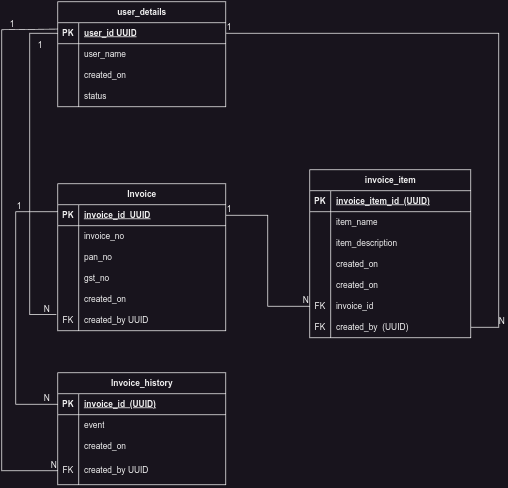 user_details
PK user_id UUID
user_name
created_on
status
1
1
1
Invoice
PK invoice_id UUID
invoice_no
pan_no
gst_no
created_on
FK created_by UUID
1
1
N
invoice_item
PK invoice_item_id (UUID)
item_name
item_description
created_on
created_on
FK invoice_id
FK created_by (UUID)
N
N
Invoice_history
PK invoice_id (UUID)
event
created_on
FK created_by UUID
N
N